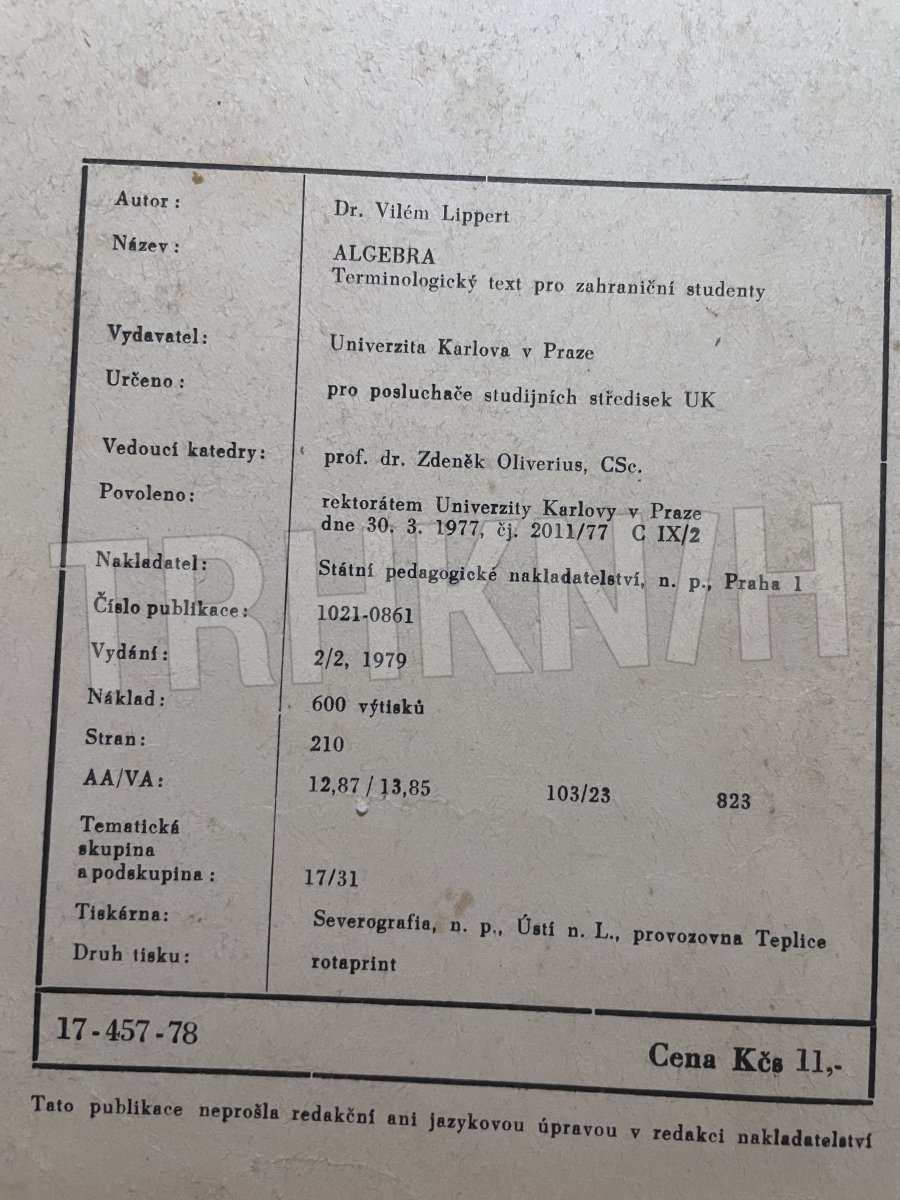 Autor: Dr. Vilém Lippert
Název: ALGEBRA
Terminologický text pro zahraniční studenty
Vydavatel: Univerzita Karlova v Praze
Určeno: pro posluchače studijních středisek UK
Vedoucí katedry: prof. dr. Zdeněk Oliverius, CSc.
Povoleno: rektorátem Univerzity Karlovy v Praze
dne 30. 3. 1977, čj. 2011/77 C IX/2
Nakladatel: Státní pedagogické nakladatelství, n. p., Praha 1
Číslo publikace: 1021-0861
Vydání: 2/2, 1979
Náklad: 600 výtisků
Stran: 210
AA/VA: 12,87 / 13,85 103/23 823
Tematická
skupina
a podskupina: 17/31
Tiskárna: Severografia, n. p., Ústí n. L., provozovna Teplice
Druh tisku: rotaprint
17-457-78 Cena Kčs 11,-
Tato publikace neprošla redakční ani jazykovou úpravou v redakci nakladatelství
TRHKNIH